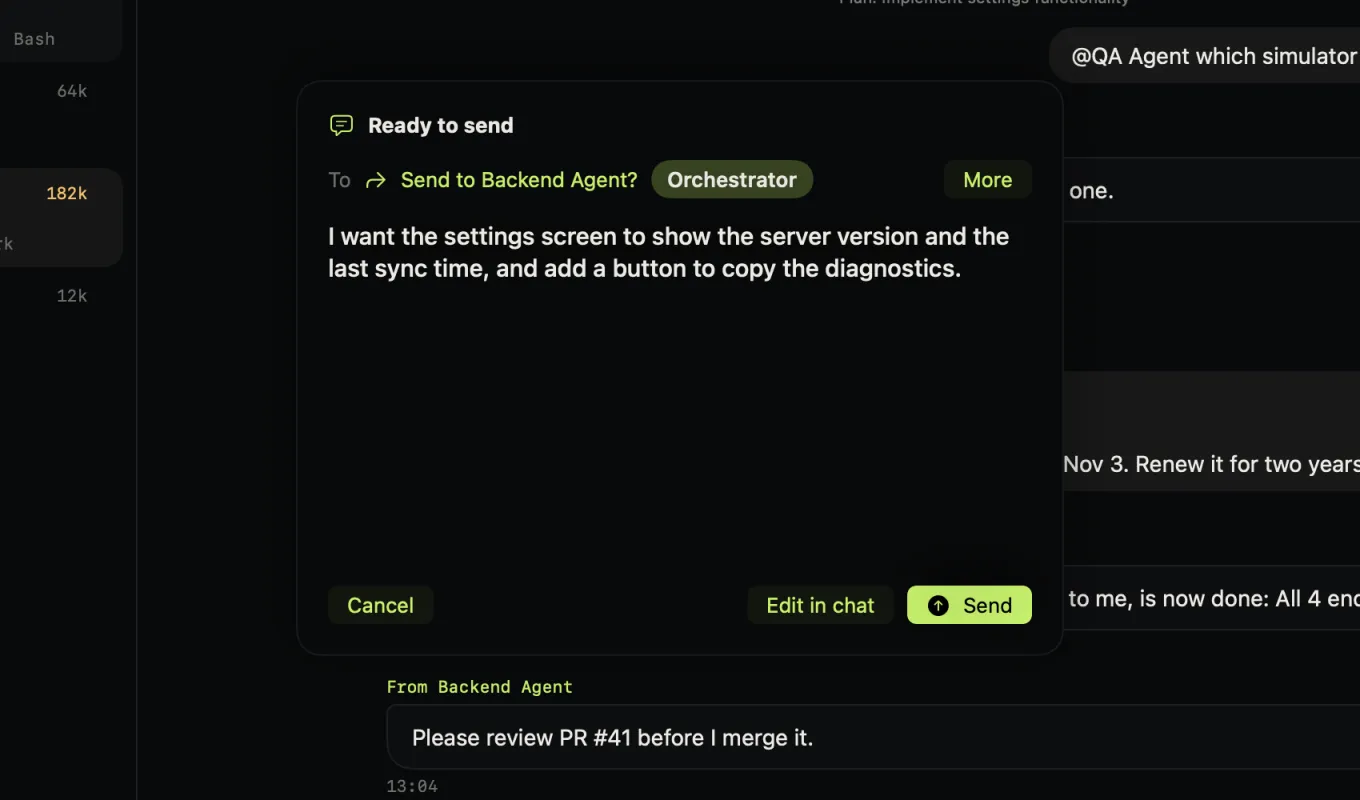 Plan: Implement settings functionality
Bash
@QA Agent which simulator
64k
Ready to send
To Send to Backend Agent? Orchestrator More
one.
182k
I want the settings screen to show the server version and the
last sync time, and add a button to copy the diagnostics.
rk
12k
Nov 3. Renew it for two years
to me, is now done: All 4 end
Cancel Edit in chat Send
From Backend Agent
Please review PR #41 before I merge it.
13:04